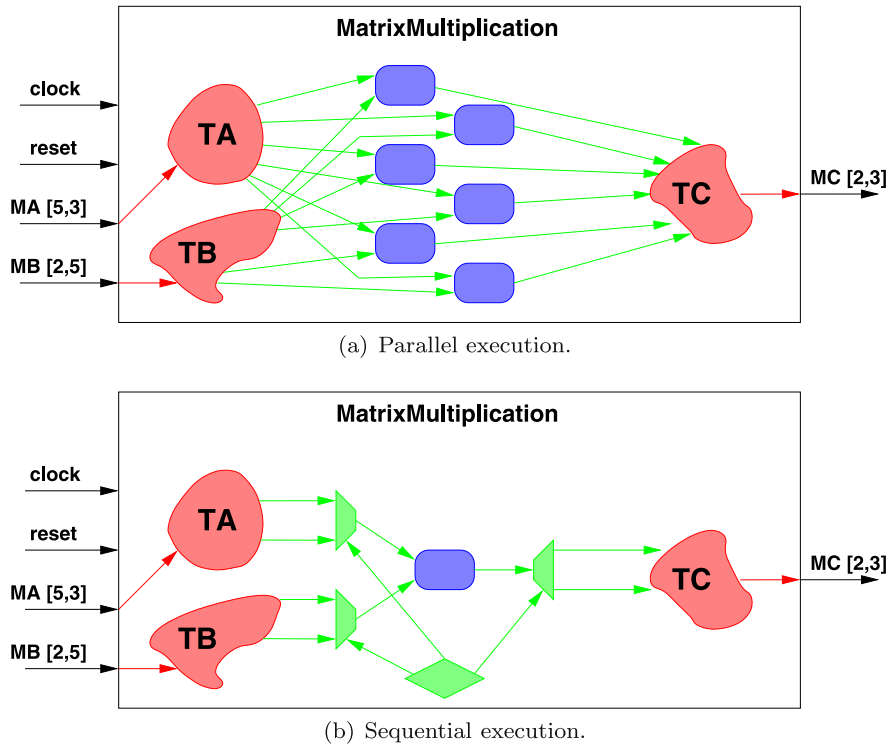 MatrixMultiplication
clock
TA
reset
MA [5,3]
TC
MC [2,3]
TB
MB [2,5]
(a) Parallel execution.
MatrixMultiplication
clock
TA
reset
MA [5,3]
TC
MC [2,3]
TB
MB [2,5]
(b) Sequential execution.